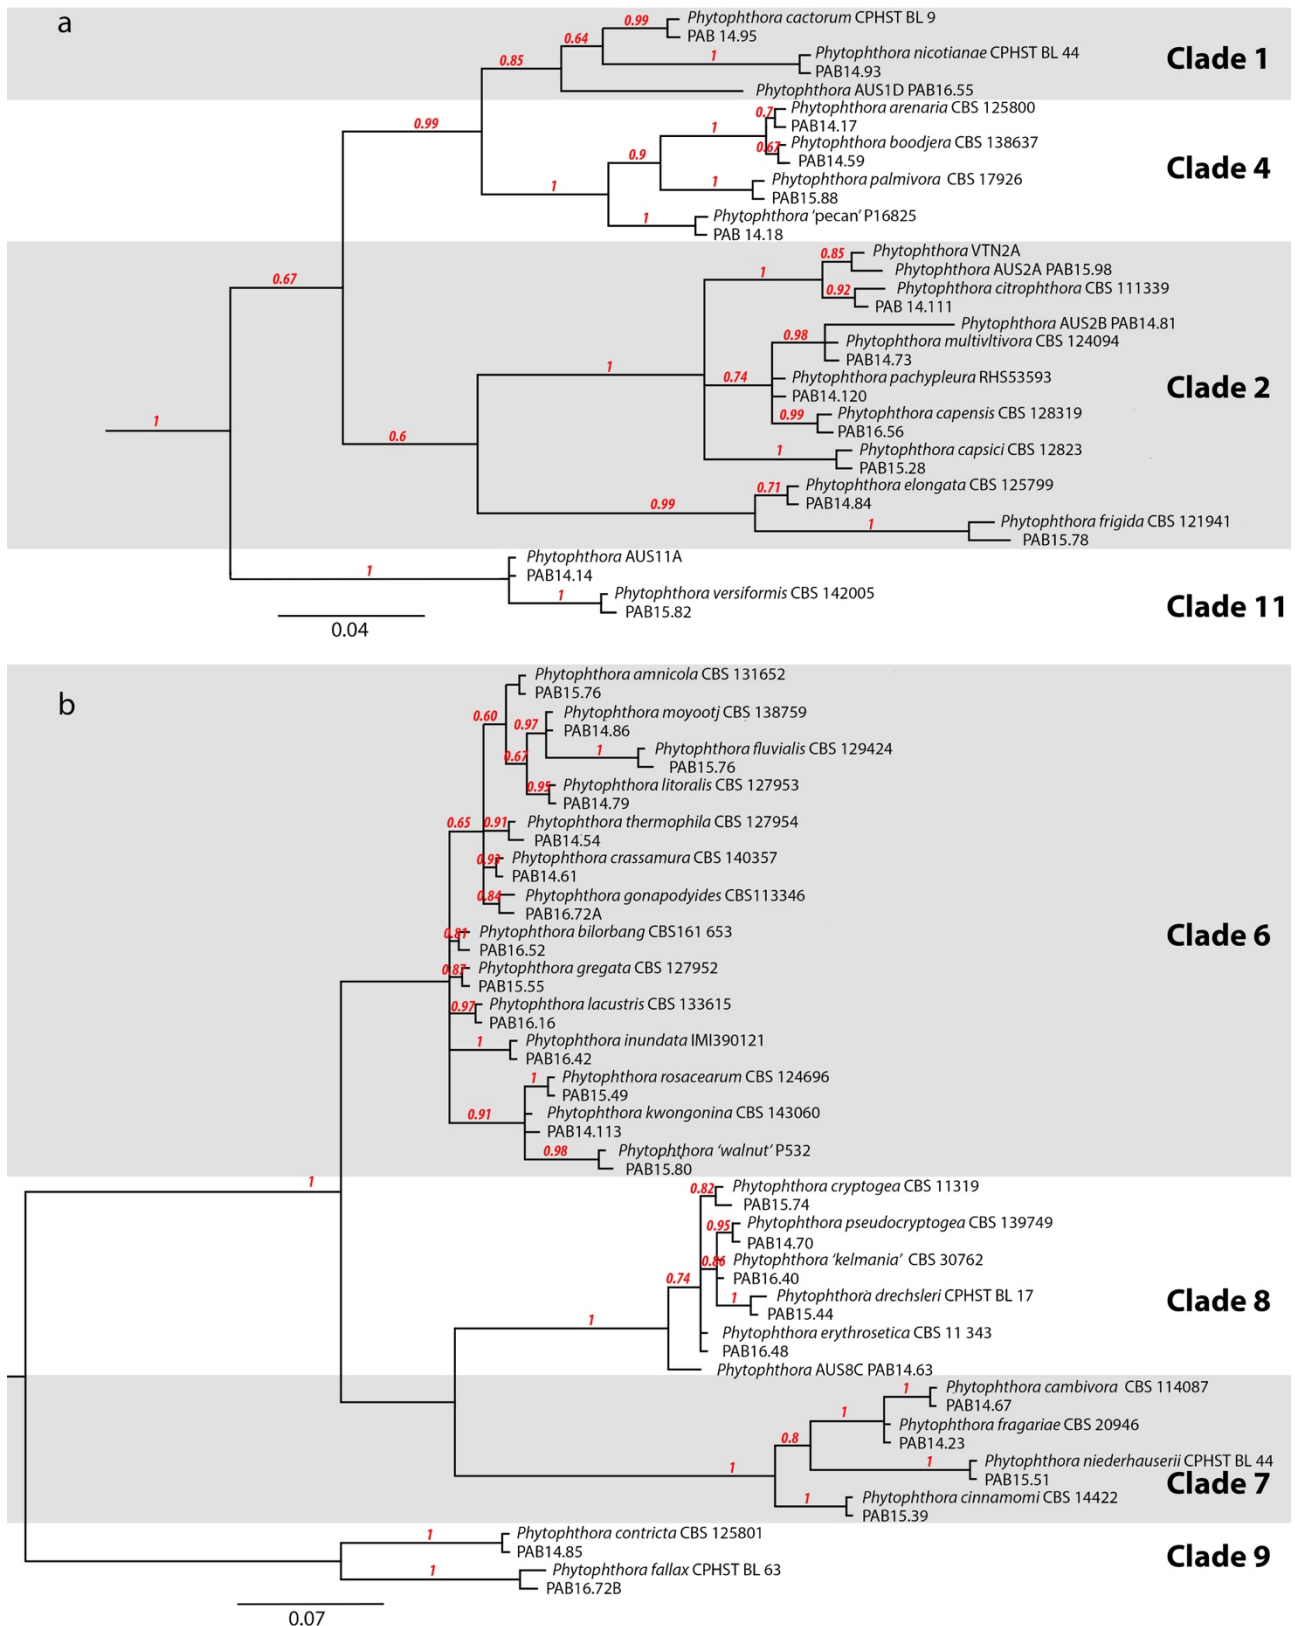 a
0.99
Phytophthora cactorum CPHST BL 9
PAB 14.95
0.64
1
Phytophthora nicotianae CPHST BL 44
PAB14.93
0.85
Phytophthora AUS1D PAB16.55
Clade 1
0.99
0.7
Phytophthora arenaria CBS 125800
PAB14.17
1
0.67
Phytophthora boodjera CBS 138637
PAB14.59
0.9
1
Phytophthora palmivora CBS 17926
PAB15.88
1
1
Phytophthora 'pecan' P16825
PAB 14.18
Clade 4
0.67
0.85
Phytophthora VTN2A
Phytophthora AUS2A PAB15.98
1
0.92
Phytophthora citrophthora CBS 111339
PAB 14.111
Phytophthora AUS2B PAB14.81
0.98
Phytophthora multivltivora CBS 124094
PAB14.73
1
0.74
Phytophthora pachypleura RHS53593
PAB14.120
0.99
Phytophthora capensis CBS 128319
PAB16.56
1
0.6
1
Phytophthora capsici CBS 12823
PAB15.28
0.71
Phytophthora elongata CBS 125799
PAB14.84
0.99
1
Phytophthora frigida CBS 121941
PAB15.78
Clade 2
Phytophthora AUS11A
PAB14.14
1
1
Phytophthora versiformis CBS 142005
PAB15.82
Clade 11
0.04
b
Phytophthora amnicola CBS 131652
PAB15.76
0.60
0.97
Phytophthora moyootj CBS 138759
PAB14.86
0.67
1
Phytophthora fluvialis CBS 129424
PAB15.76
0.95
Phytophthora litoralis CBS 127953
PAB14.79
0.65
0.91
Phytophthora thermophila CBS 127954
PAB14.54
0.93
Phytophthora crassamura CBS 140357
PAB14.61
0.84
Phytophthora gonapodyides CBS113346
PAB16.72A
0.81
Phytophthora bilorbang CBS161 653
PAB16.52
0.87
Phytophthora gregata CBS 127952
PAB15.55
0.97
Phytophthora lacustris CBS 133615
PAB16.16
1
Phytophthora inundata IMI390121
PAB16.42
1
Phytophthora rosacearum CBS 124696
PAB15.49
0.91
Phytophthora kwongonina CBS 143060
PAB14.113
0.98
Phytophthora 'walnut' P532
PAB15.80
Clade 6
1
0.82
Phytophthora cryptogea CBS 11319
PAB15.74
0.95
Phytophthora pseudocryptogea CBS 139749
PAB14.70
0.86
Phytophthora 'kelmania' CBS 30762
PAB16.40
0.74
1
Phytophthora drechsleri CPHST BL 17
PAB15.44
1
Phytophthora erythrosetica CBS 11 343
PAB16.48
Phytophthora AUS8C PAB14.63
Clade 8
1
Phytophthora cambivora CBS 114087
PAB14.67
1
Phytophthora fragariae CBS 20946
PAB14.23
0.8
1
Phytophthora niederhauserii CPHST BL 44
PAB15.51
1
1
Phytophthora cinnamomi CBS 14422
PAB15.39
Clade 7
1
Phytophthora contricta CBS 125801
PAB14.85
1
Phytophthora fallax CPHST BL 63
PAB16.72B
Clade 9
0.07